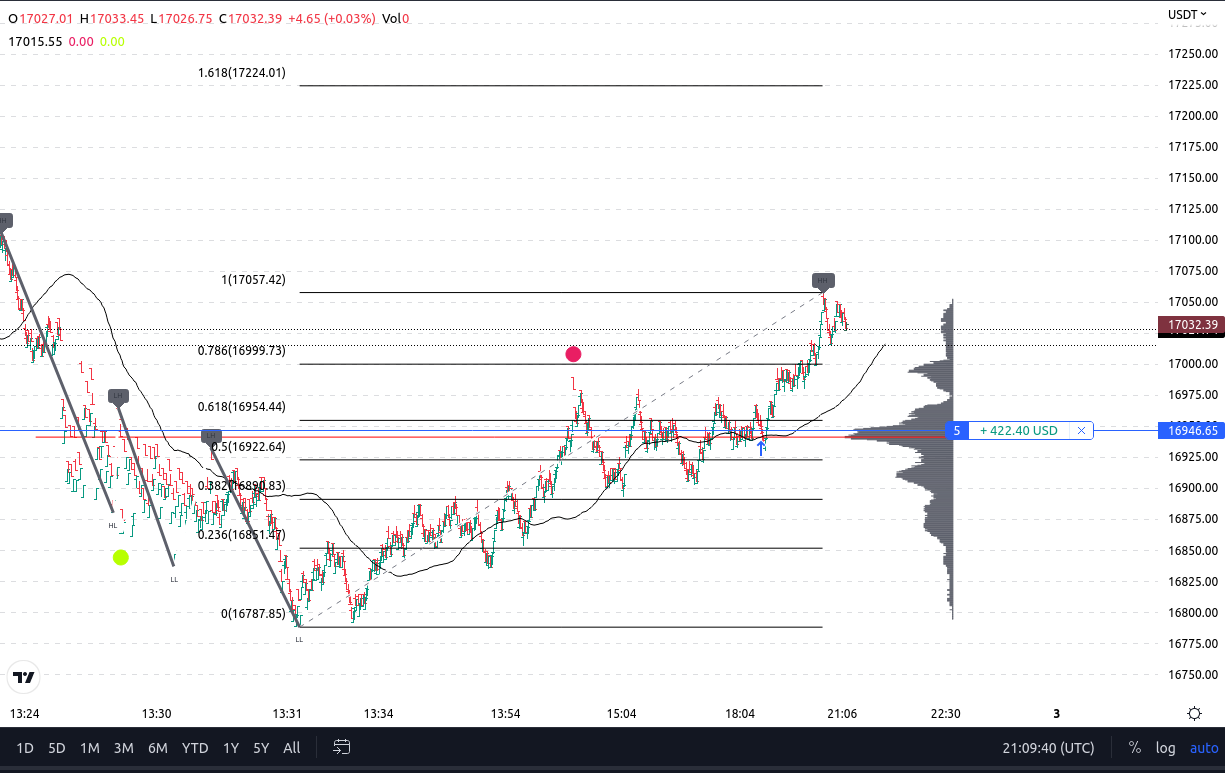 O17027.01 H17033.45 L17026.75 C17032.39 +4.65 (+0.03%) Vol0
17015.55 0.00 0.00
USDT
17250.00
1.618(17224.01)
17225.00
17200.00
17175.00
17150.00
17125.00
17100.00
1(17057.42)
HH
17075.00
17050.00
17032.39
0.786(16999.73)
17000.00
LH
0.618(16954.44)
16975.00
LH
5 + 422.40 USD
16946.65
0.5(16922.64)
16925.00
0.382(16890.83)
16900.00
HL
0.236(16851.47)
16875.00
16850.00
LL
16825.00
0(16787.85)
16800.00
LL
16775.00
16750.00
13:24 13:30 13:31 13:34 13:54 15:04 18:04 21:06 22:30 3
1D 5D 1M 3M 6M YTD 1Y 5Y All 21:09:40 (UTC) % log auto